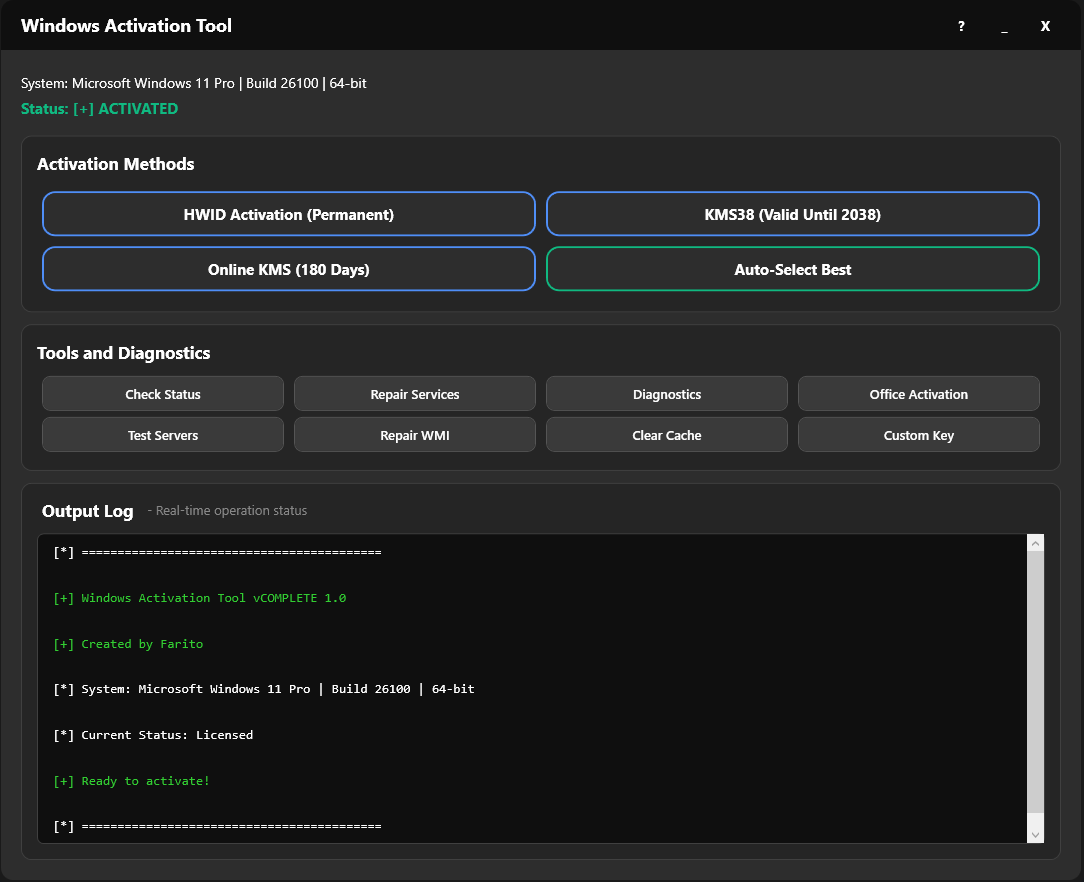 Windows Activation Tool
? _ X
System: Microsoft Windows 11 Pro | Build 26100 | 64-bit
Status: [+] ACTIVATED
Activation Methods
HWID Activation (Permanent)
KMS38 (Valid Until 2038)
Online KMS (180 Days)
Auto-Select Best
Tools and Diagnostics
Check Status
Repair Services
Diagnostics
Office Activation
Test Servers
Repair WMI
Clear Cache
Custom Key
Output Log - Real-time operation status
[*] ==========================================
[+] Windows Activation Tool vCOMPLETE 1.0
[+] Created by Farito
[*] System: Microsoft Windows 11 Pro | Build 26100 | 64-bit
[*] Current Status: Licensed
[+] Ready to activate!
[*] ==========================================